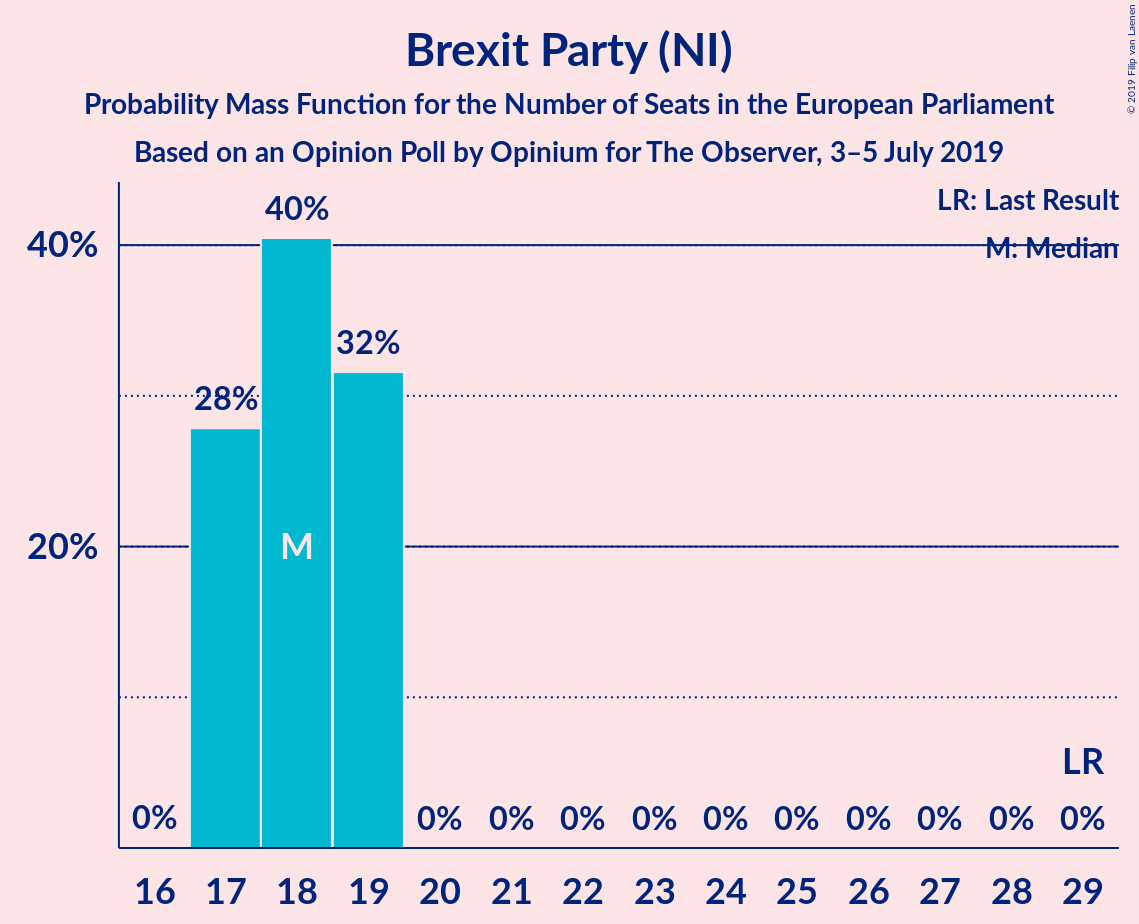 Brexit Party (NI)
Probability Mass Function for the Number of Seats in the European Parliament
Based on an Opinion Poll by Opinium for The Observer, 3–5 July 2019
© 2019 Filip van Laenen
LR: Last Result
M: Median
40%
20%
0%
28%
40%
32%
0%
0%
0%
0%
0%
0%
0%
0%
0%
0%
M
LR
16 17 18 19 20 21 22 23 24 25 26 27 28 29